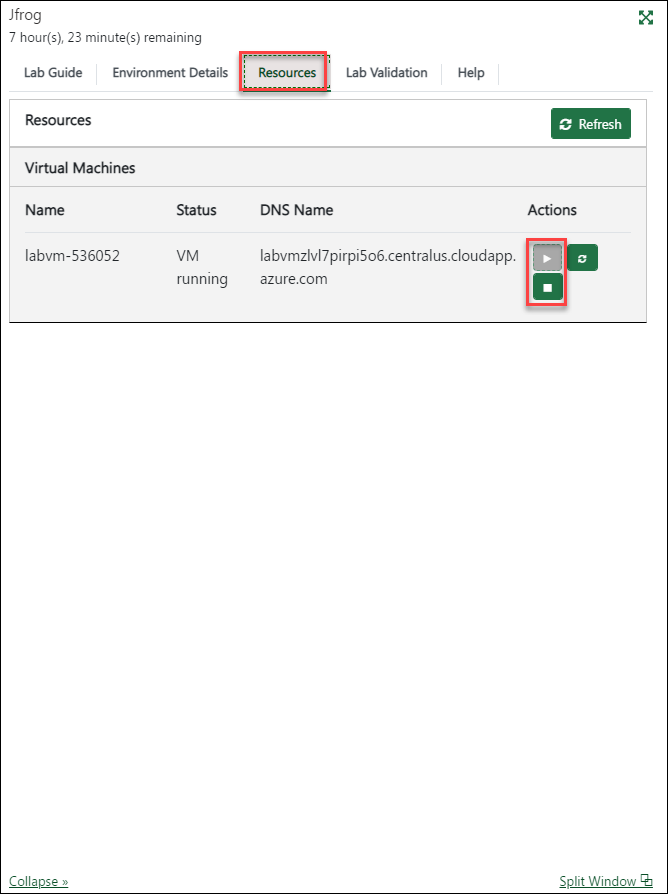 Jfrog
7 hour(s), 23 minute(s) remaining
Lab Guide Environment Details Resources Lab Validation Help
Resources
Refresh
Virtual Machines
Name Status DNS Name Actions
labvm-536052 VM running labvmzlvl7pirpi5o6.centralus.cloudapp.azure.com
Collapse » Split Window